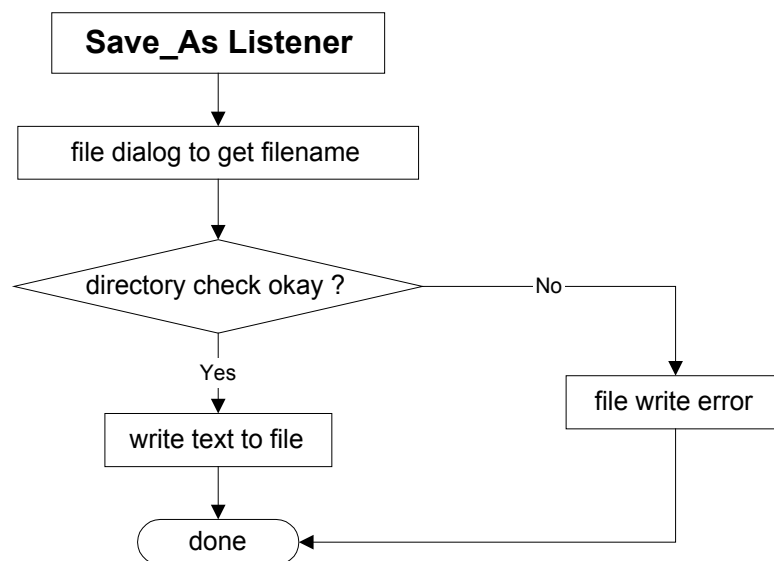 Save_As Listener
file dialog to get filename
directory check okay ?
No
Yes
file write error
write text to file
done